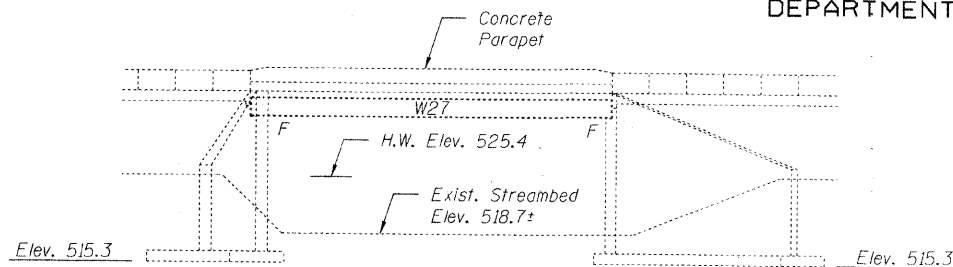 DEPARTMENT
Concrete
Parapet
W27
F
F
H.W. Elev. 525.4
Exist. Streambed
Elev. 518.7±
Elev. 515.3
Elev. 515.3